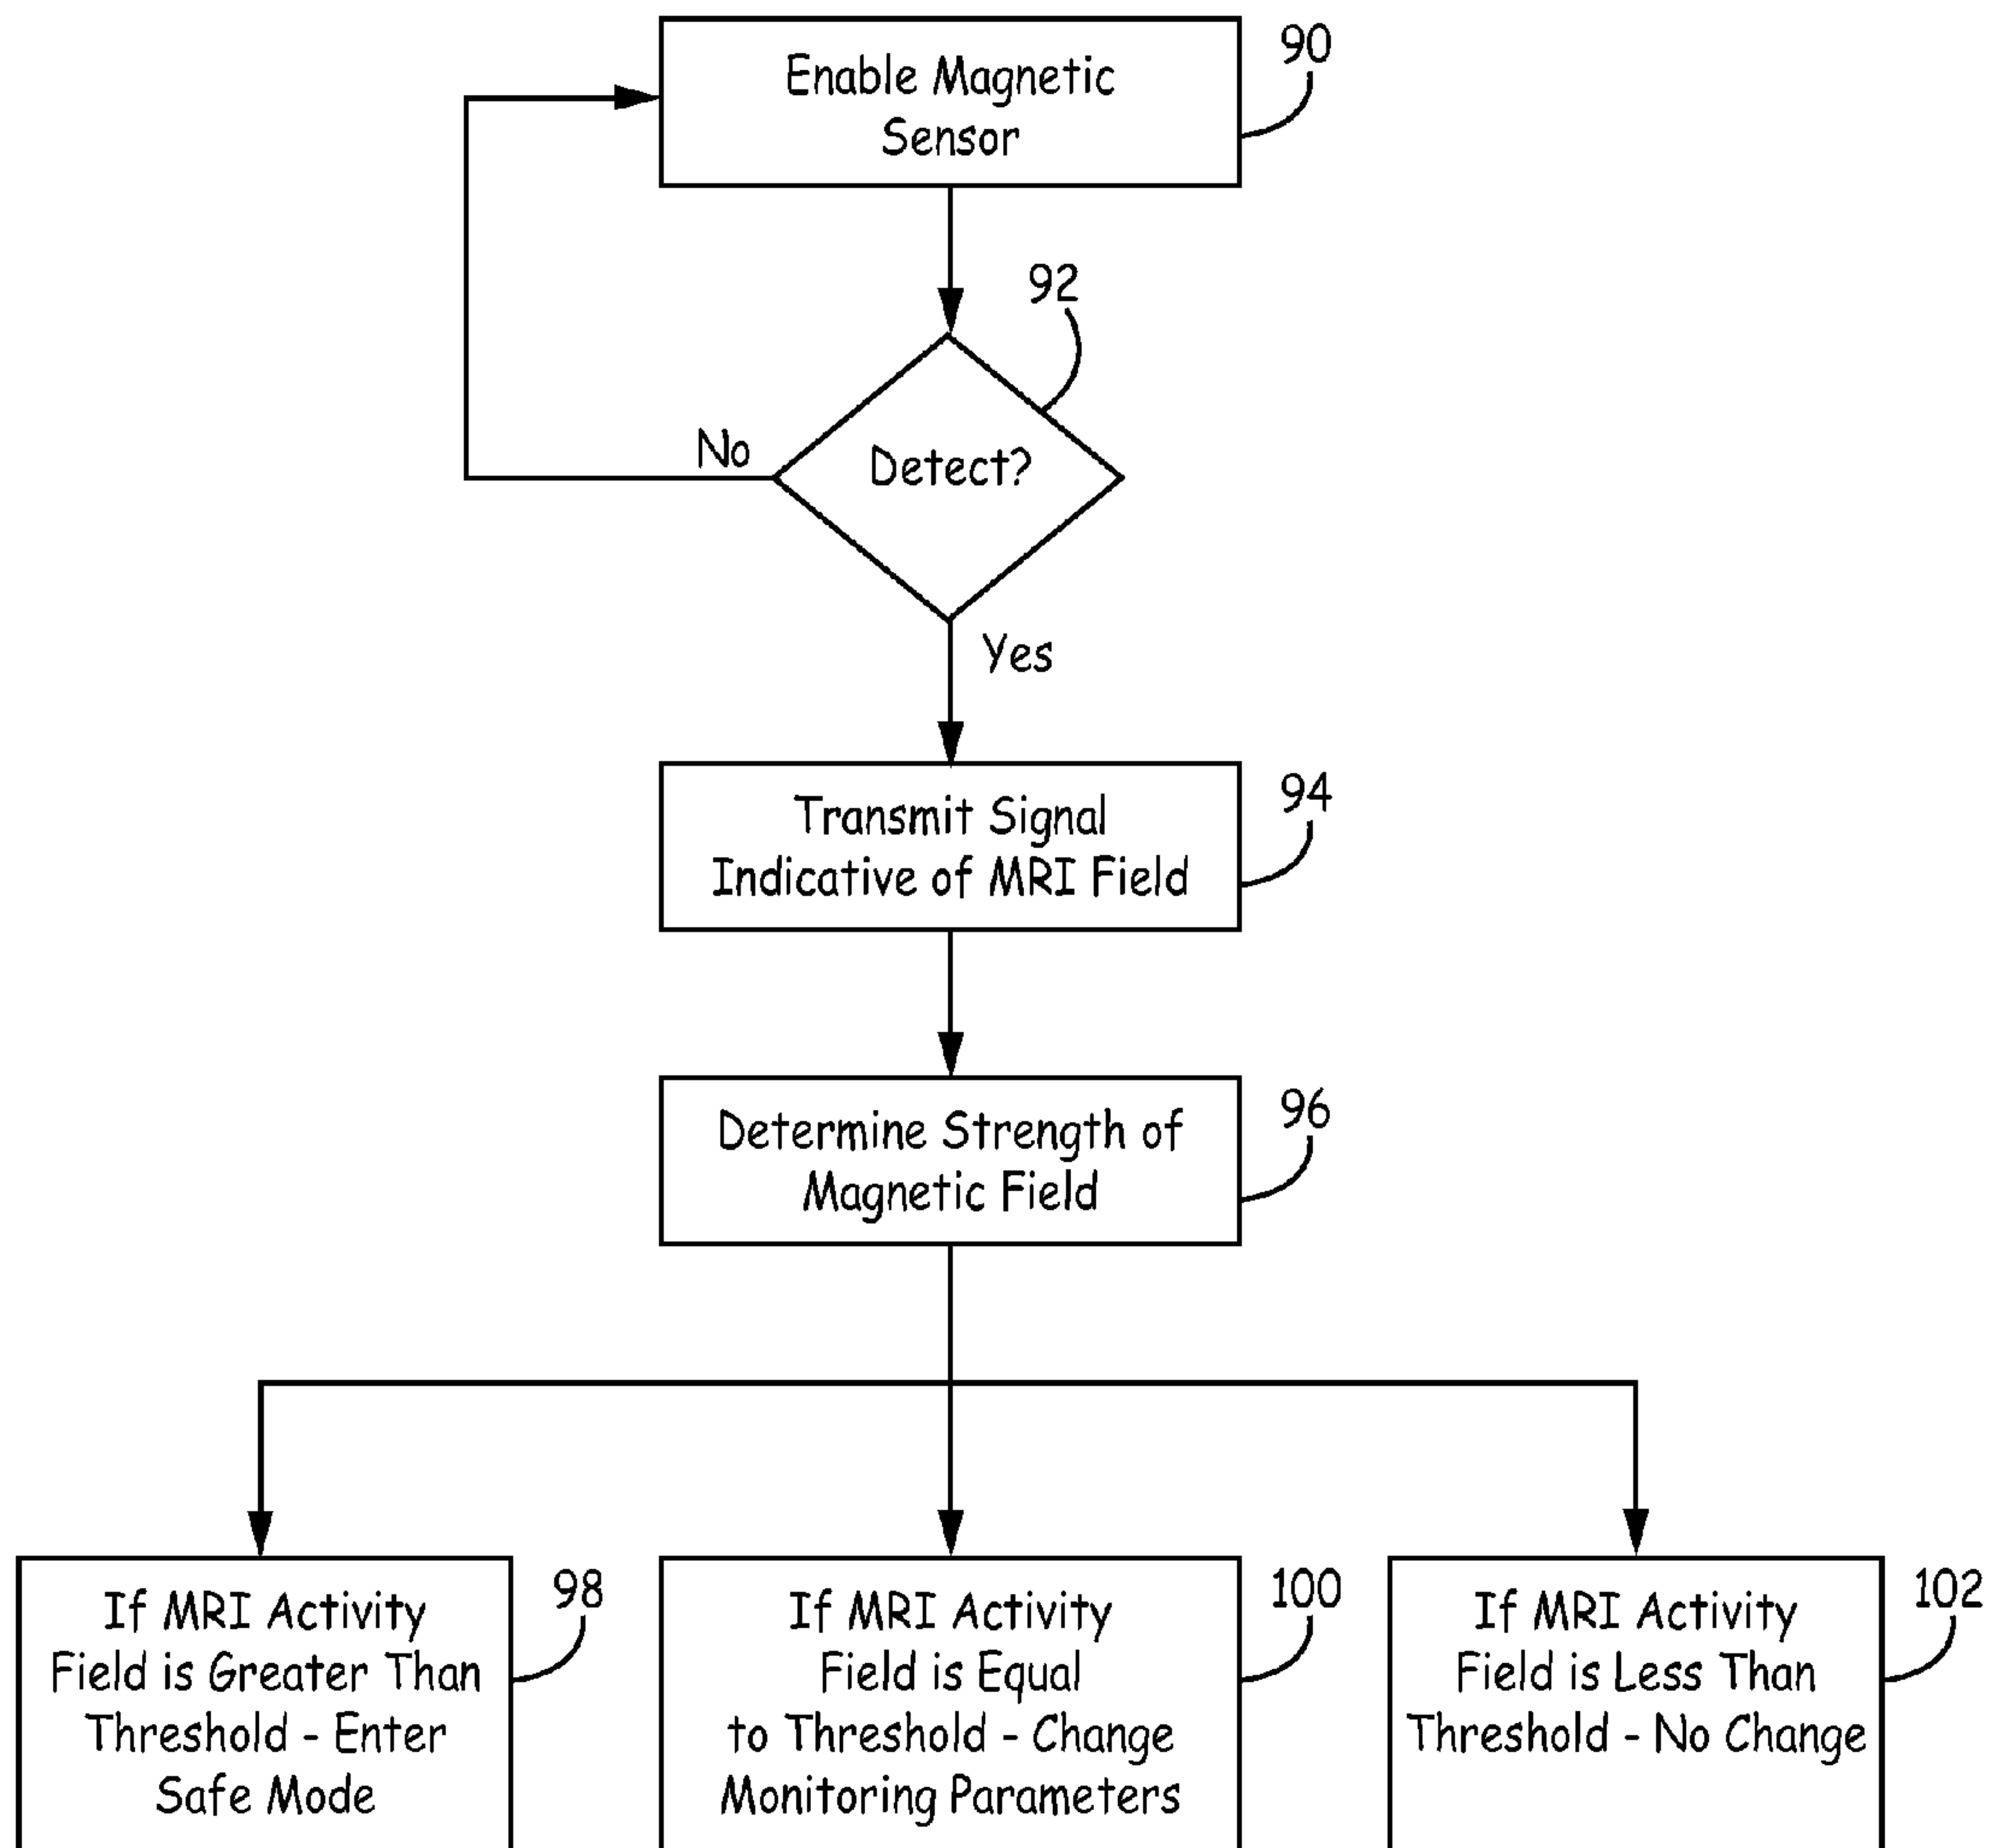 Enable Magnetic
Sensor
90
92
Detect?
No
Yes
Transmit Signal
Indicative of MRI Field
94
Determine Strength of
Magnetic Field
96
If MRI Activity
Field is Greater Than
Threshold - Enter
Safe Mode
98
If MRI Activity
Field is Equal
to Threshold - Change
Monitoring Parameters
100
If MRI Activity
Field is Less Than
Threshold - No Change
102